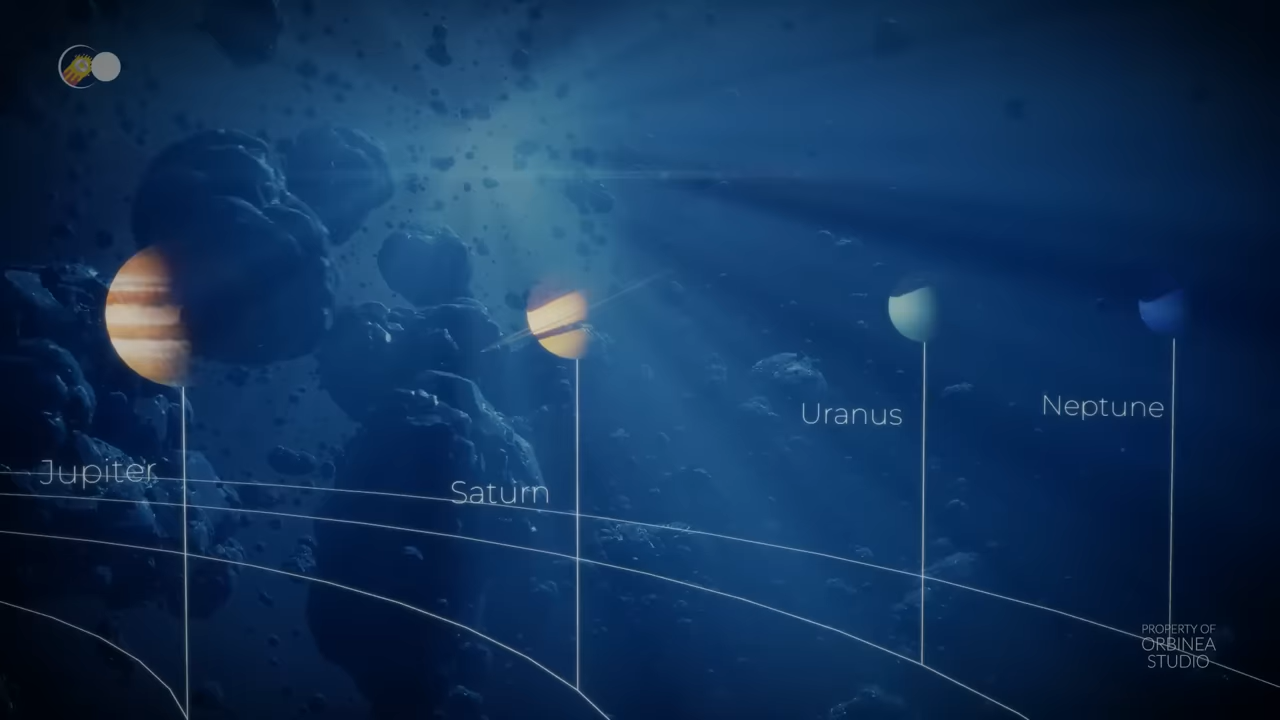 Jupiter
Saturn
Uranus
Neptune
PROPERTY OF
ORBINEA
STUDIO